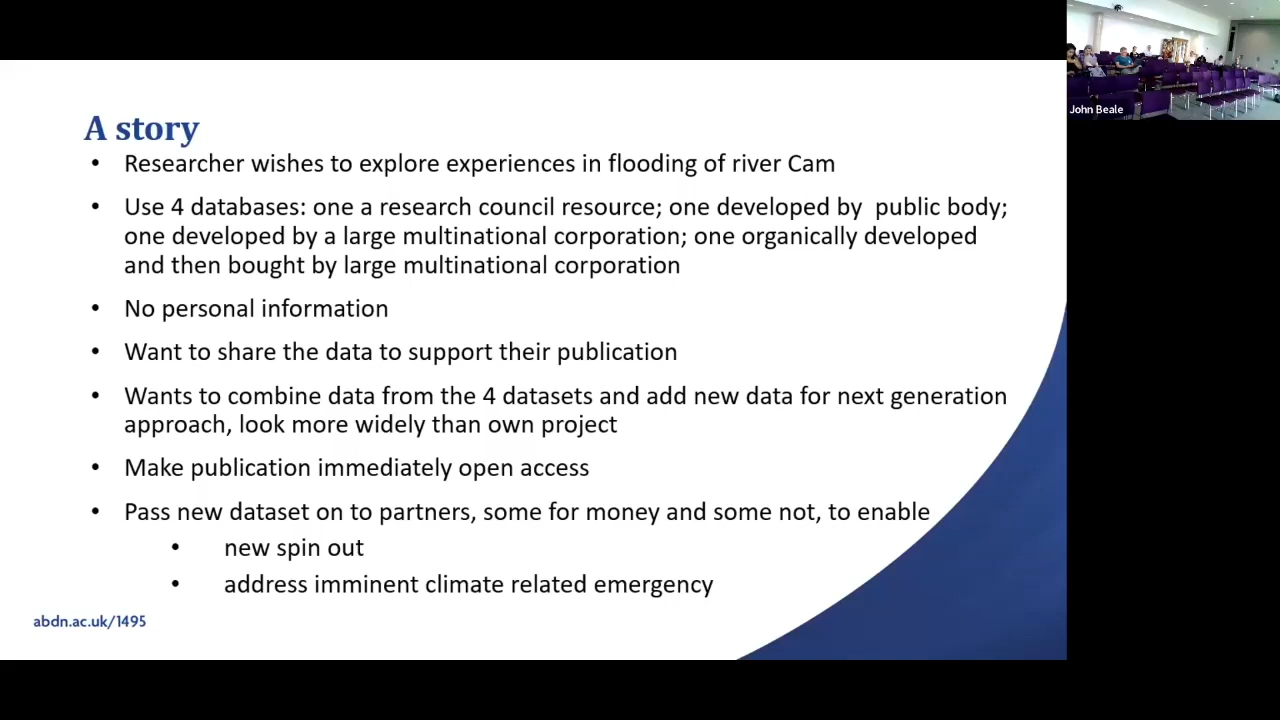 A story
• Researcher wishes to explore experiences in flooding of river Cam
• Use 4 databases: one a research council resource; one developed by public body;
one developed by a large multinational corporation; one organically developed
and then bought by large multinational corporation
• No personal information
• Want to share the data to support their publication
• Wants to combine data from the 4 datasets and add new data for next generation
approach, look more widely than own project
• Make publication immediately open access
• Pass new dataset on to partners, some for money and some not, to enable
• new spin out
• address imminent climate related emergency
abdn.ac.uk/1495
John Beale